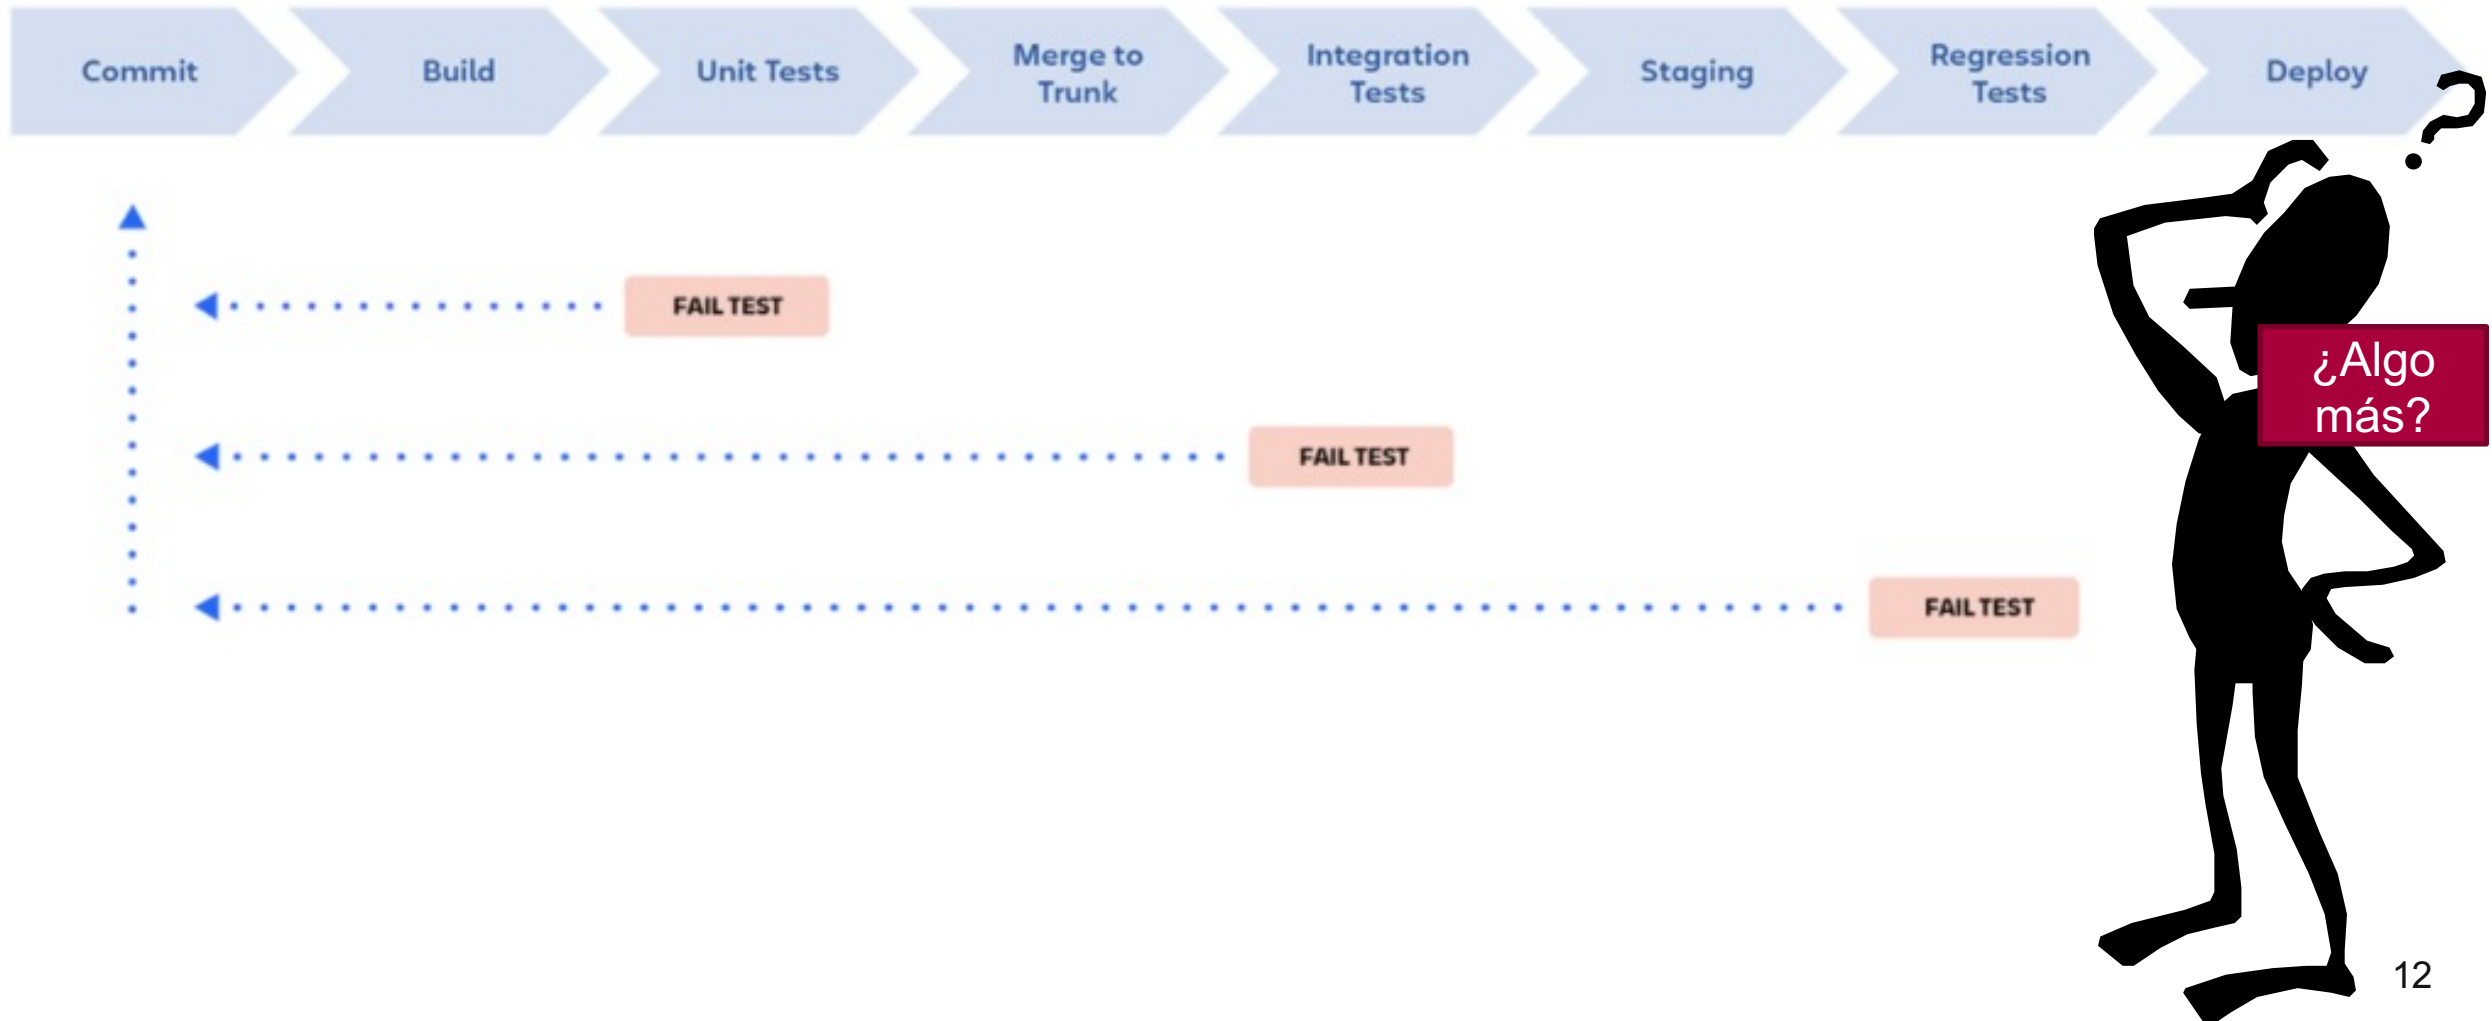 Commit
Build
Unit Tests
Merge to
Trunk
Integration
Tests
Staging
Regression
Tests
Deploy
?
FAIL TEST
¿Algo
más?
FAIL TEST
FAIL TEST
12